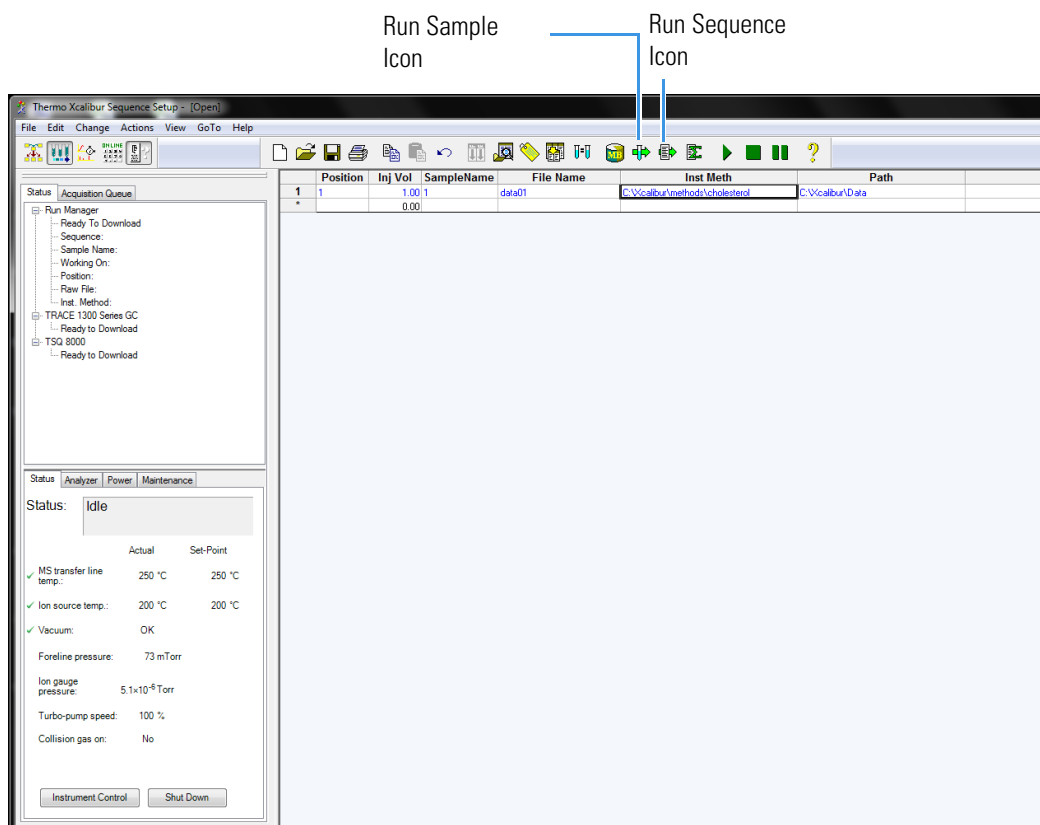 Run Sample
Icon
Run Sequence
Icon
Thermo Xcalibur Sequence Setup - [Open]
File Edit Change Actions View GoTo Help
Position Inj Vol SampleName File Name Inst Meth Path
1 1 1.00 1 data01 C:\Xcalibur\methods\cholesterol C:\Xcalibur\Data
* 0.00
Status Acquisition Queue
Run Manager
Ready To Download
Sequence:
Sample Name:
Working On:
Position:
Raw File:
Inst. Method:
TRACE 1300 Series GC
Ready to Download
TSQ 8000
Ready to Download
Status Analyzer Power Maintenance
Status: Idle
Actual Set-Point
MS transfer line
temp.: 250 °C 250 °C
Ion source temp.: 200 °C 200 °C
Vacuum: OK
Foreline pressure: 73 mTorr
Ion gauge
pressure: 5.1×10⁻⁶ Torr
Turbo-pump speed: 100 %
Collision gas on: No
Instrument Control Shut Down